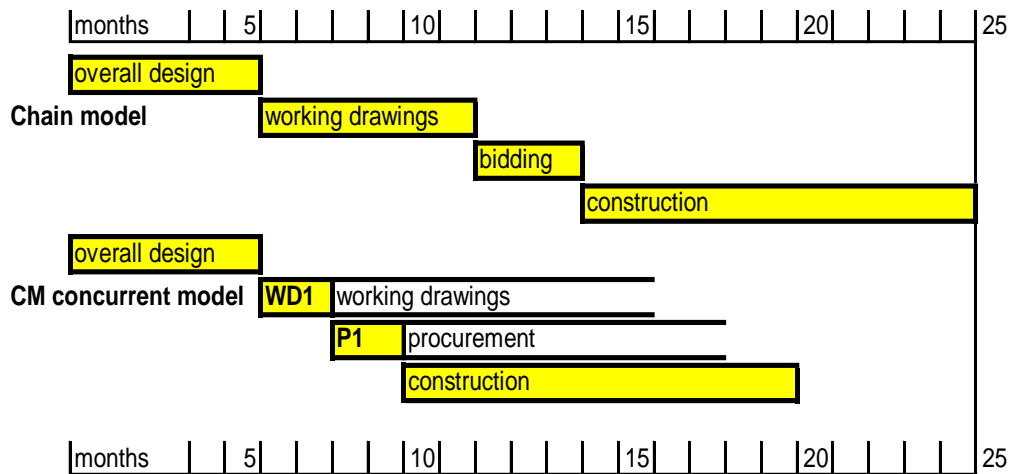 months 5 10 15 20 25
overall design
Chain model working drawings
bidding
construction
overall design
CM concurrent model WD1 working drawings
P1 procurement
construction
months 5 10 15 20 25